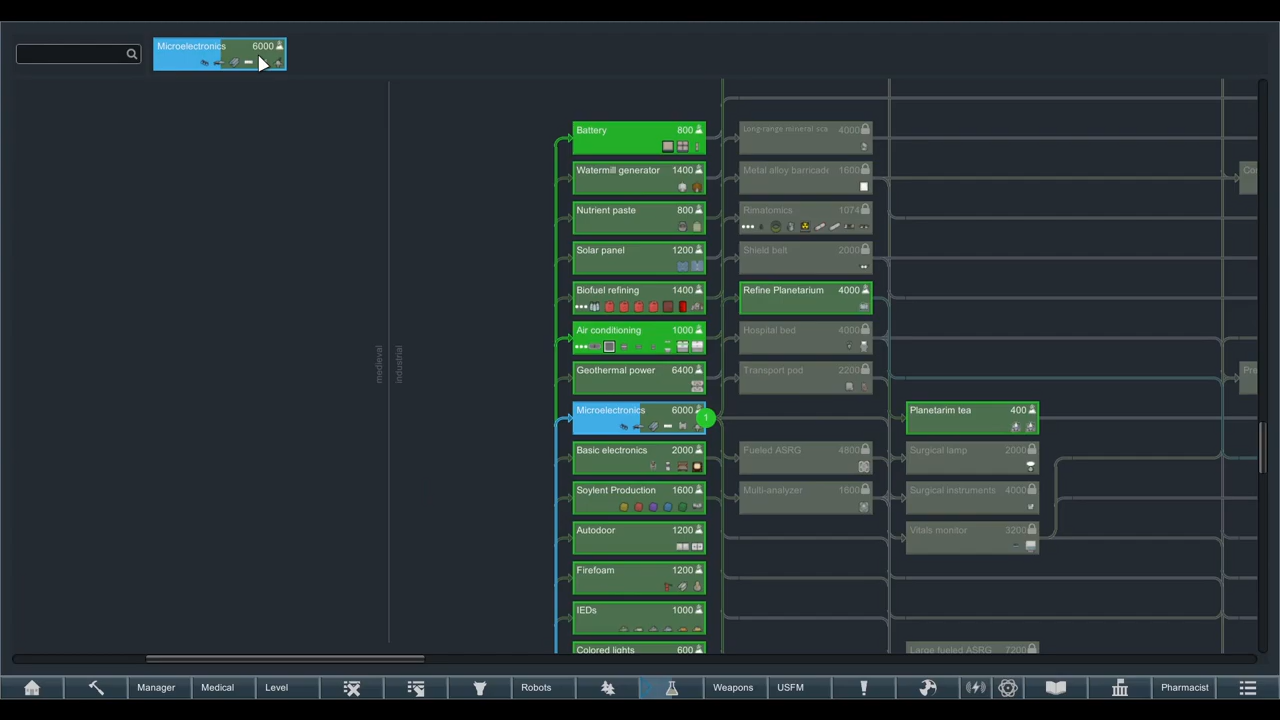 Microelectronics 6000
medieval
industrial
Battery 800
Watermill generator 1400
Nutrient paste 800
Solar panel 1200
Biofuel refining 1400
Air conditioning 1000
Geothermal power 6400
Microelectronics 6000
1
Basic electronics 2000
Soylent Production 1600
Autodoor 1200
Firefoam 1200
IEDs 1000
Colored lights 600
Long-range mineral sca 4000
Metal alloy barricade 1600
Rimatomics 1074
Shield belt 2000
Refine Planetarium 4000
Hospital bed 4000
Transport pod 2200
Fueled ASRG 4800
Multi-analyzer 1600
Planetarim tea 400
Surgical lamp 2000
Surgical instruments 4000
Vitals monitor 3200
Large fueled ASRG 7200
Co
Pre
Manager
Medical
Level
Robots
Weapons
USFM
Pharmacist